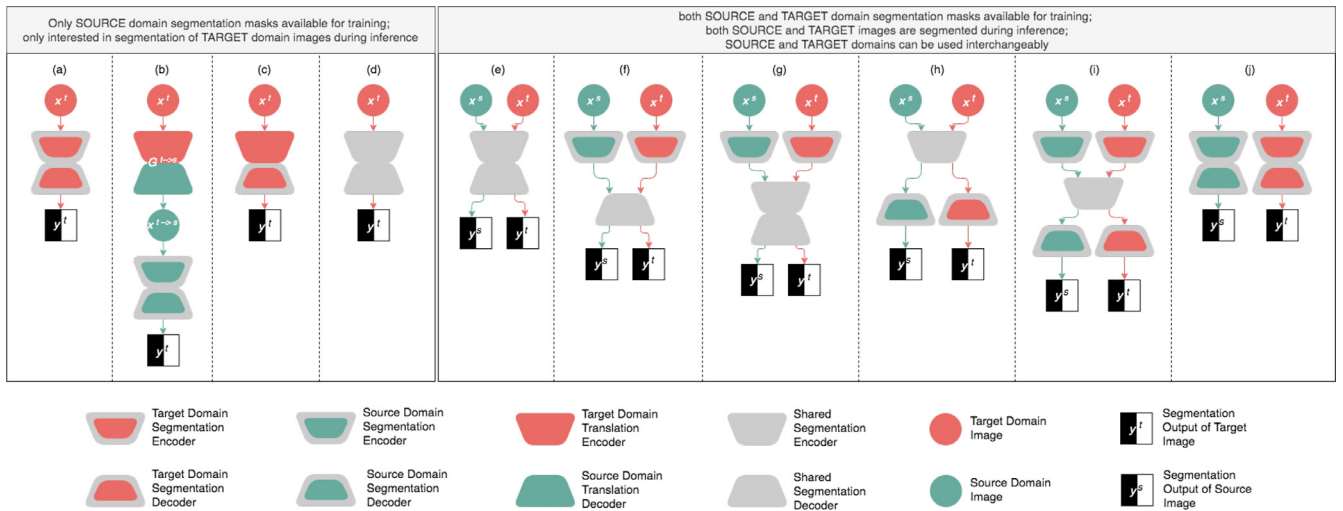 Only SOURCE domain segmentation masks available for training;
only interested in segmentation of TARGET domain images during inference
both SOURCE and TARGET domain segmentation masks available for training;
both SOURCE and TARGET images are segmented during inference;
SOURCE and TARGET domains can be used interchangeably
(a) (b) (c) (d) (e) (f) (g) (h) (i) (j)
x^t x^t x^t x^t x^s x^t x^s x^t x^s x^t x^s x^t x^s x^t x^s x^t
G^t-->s
y^t y^t y^t y^s y^t y^s y^t
x^t-->s
y^s y^t y^s y^t
y^s y^t y^s y^t
y^t
Target Domain
Segmentation
Encoder
Source Domain
Segmentation
Encoder
Target Domain
Translation
Encoder
Shared
Segmentation
Encoder
Target Domain
Image
y^t
Segmentation
Output of Target
Image
Target Domain
Segmentation
Decoder
Source Domain
Segmentation
Decoder
Source Domain
Translation
Decoder
Shared
Segmentation
Decoder
Source Domain
Image
y^s
Segmentation
Output of Source
Image